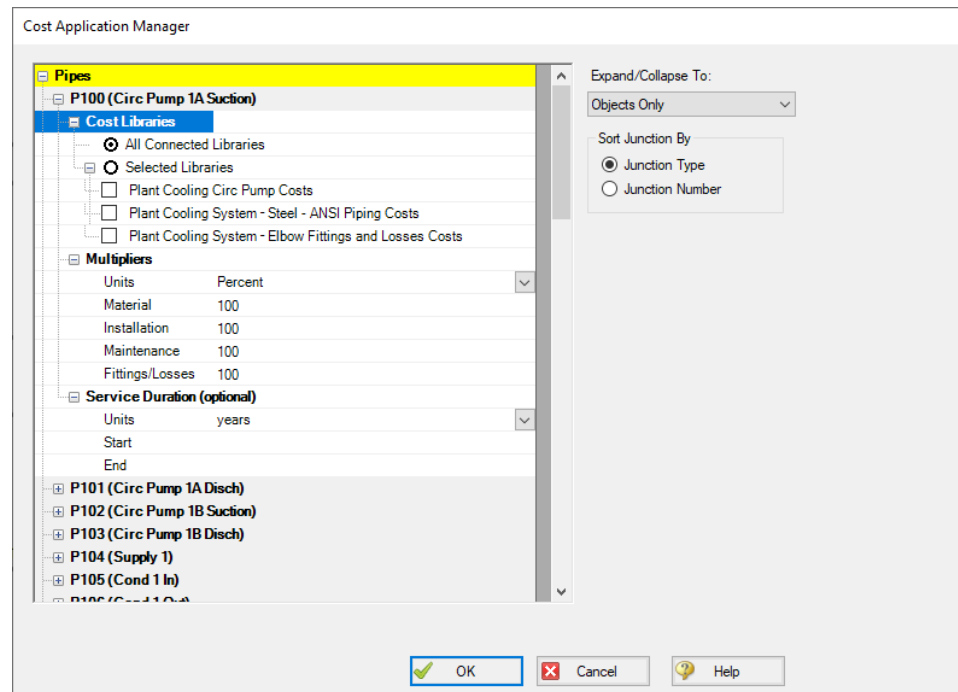 Cost Application Manager
Pipes
P100 (Circ Pump 1A Suction)
Cost Libraries
All Connected Libraries
Selected Libraries
Plant Cooling Circ Pump Costs
Plant Cooling System - Steel - ANSI Piping Costs
Plant Cooling System - Elbow Fittings and Losses Costs
Multipliers
Units Percent
Material 100
Installation 100
Maintenance 100
Fittings/Losses 100
Service Duration (optional)
Units years
Start
End
P101 (Circ Pump 1A Disch)
P102 (Circ Pump 1B Suction)
P103 (Circ Pump 1B Disch)
P104 (Supply 1)
P105 (Cond 1 In)
P106 (Cond 1 Out)
Expand/Collapse To:
Objects Only
Sort Junction By
Junction Type
Junction Number
OK
Cancel
Help